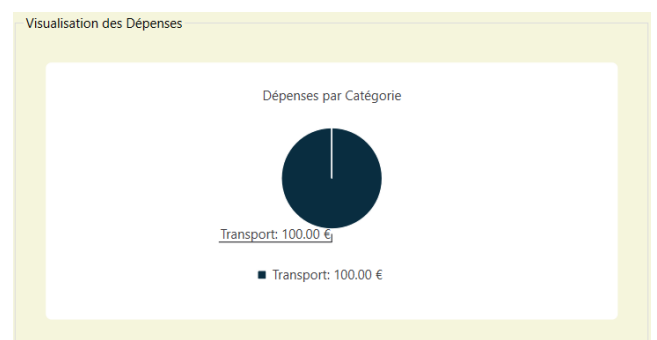 Visualisation des Dépenses
Dépenses par Catégorie
Transport: 100.00 €
Transport: 100.00 €